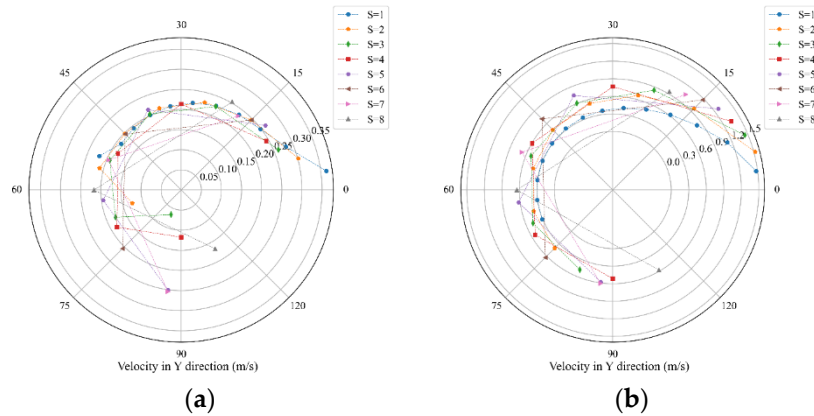 30
45
15
60
0
75
120
90
0.05
0.10
0.15
0.20
0.25
0.30
0.35
Velocity in Y direction (m/s)
S=1
S=2
S=3
S=4
S=5
S=6
S=7
S=8
(a)
30
45
15
60
0
75
120
90
0.0
0.3
0.6
0.9
1.2
1.5
Velocity in Y direction (m/s)
S=1
S=2
S=3
S=4
S=5
S=6
S=7
S=8
(b)